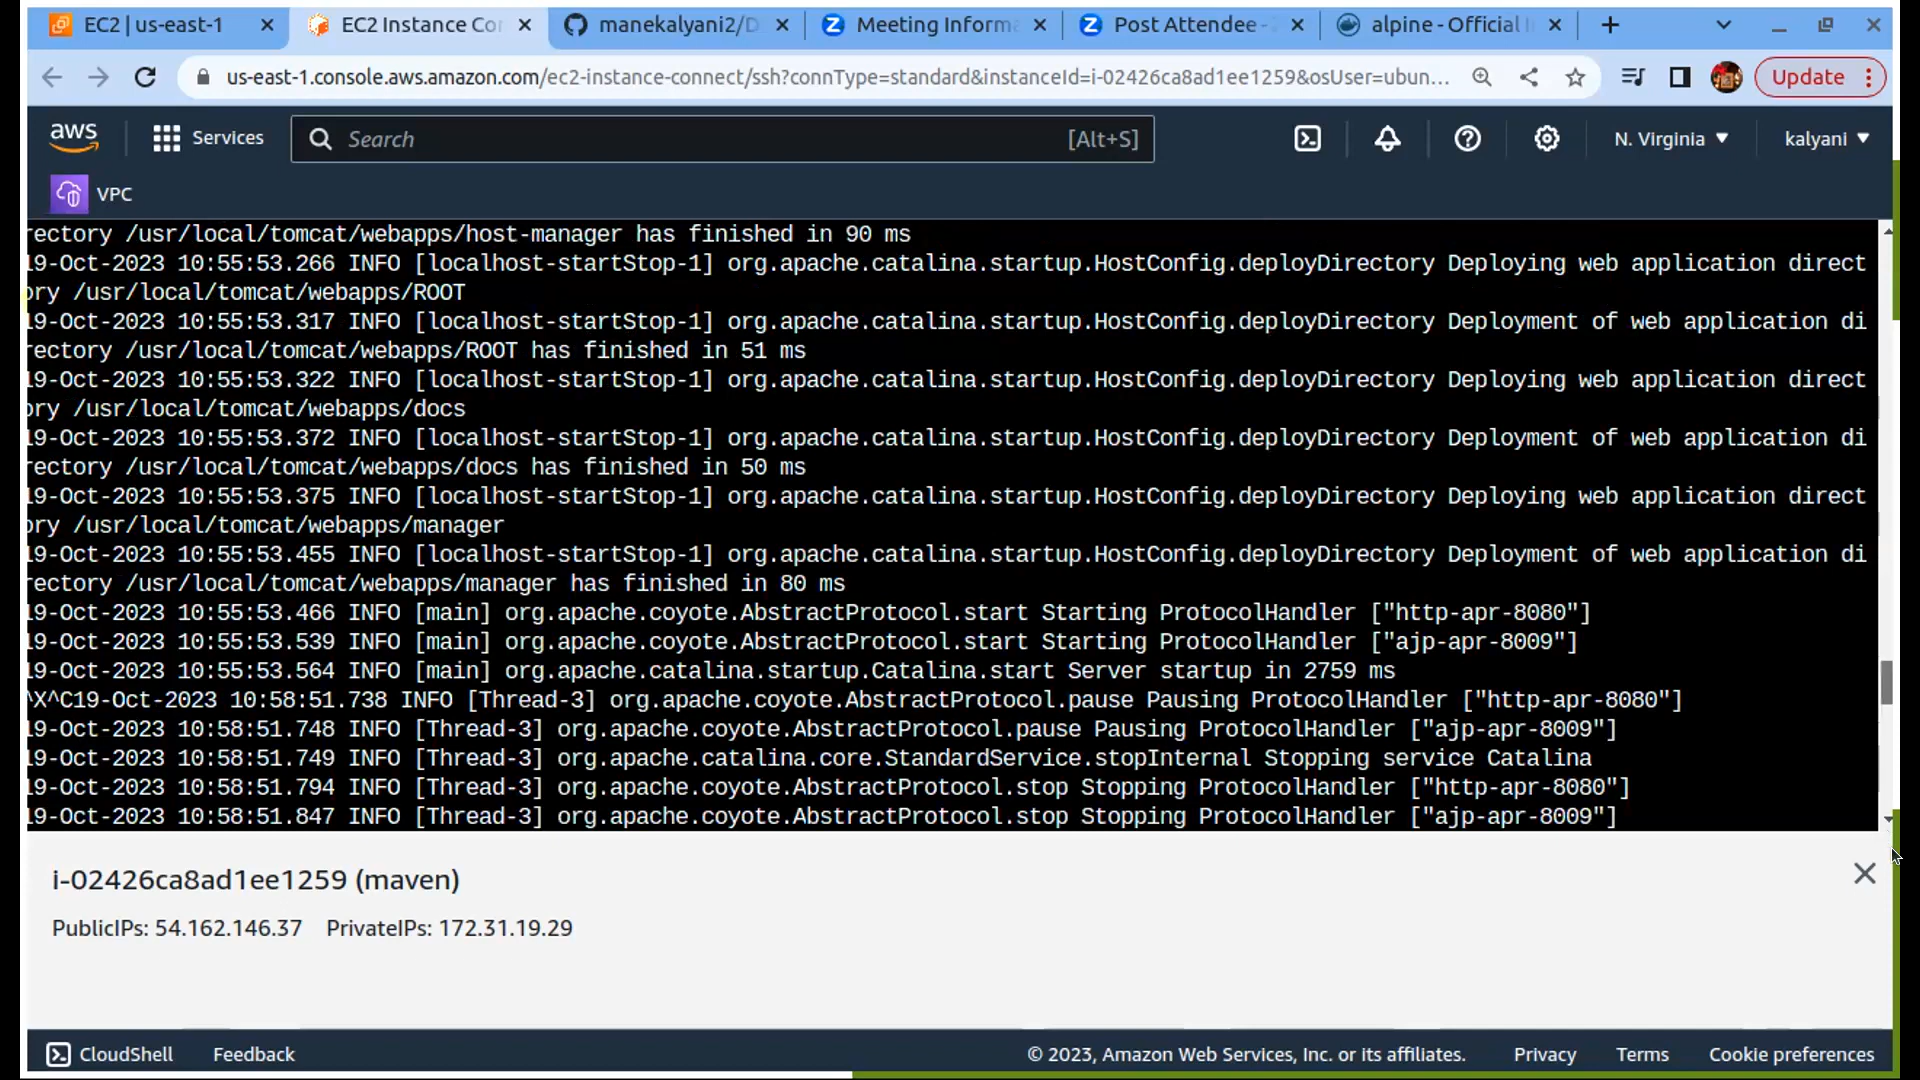 EC2 | us-east-1
EC2 Instance Co
manekalyani2/D
Meeting Inform
Post Attendee -
alpine - Official
us-east-1.console.aws.amazon.com/ec2-instance-connect/ssh?connType=standard&instanceId=i-02426ca8ad1ee1259&osUser=ubun...
Update
aws
Services
Search
[Alt+S]
N. Virginia
kalyani
VPC
rectory /usr/local/tomcat/webapps/host-manager has finished in 90 ms
19-Oct-2023 10:55:53.266 INFO [localhost-startStop-1] org.apache.catalina.startup.HostConfig.deployDirectory Deploying web application direct
ory /usr/local/tomcat/webapps/ROOT
19-Oct-2023 10:55:53.317 INFO [localhost-startStop-1] org.apache.catalina.startup.HostConfig.deployDirectory Deployment of web application di
rectory /usr/local/tomcat/webapps/ROOT has finished in 51 ms
19-Oct-2023 10:55:53.322 INFO [localhost-startStop-1] org.apache.catalina.startup.HostConfig.deployDirectory Deploying web application direct
ory /usr/local/tomcat/webapps/docs
19-Oct-2023 10:55:53.372 INFO [localhost-startStop-1] org.apache.catalina.startup.HostConfig.deployDirectory Deployment of web application di
rectory /usr/local/tomcat/webapps/docs has finished in 50 ms
19-Oct-2023 10:55:53.375 INFO [localhost-startStop-1] org.apache.catalina.startup.HostConfig.deployDirectory Deploying web application direct
ory /usr/local/tomcat/webapps/manager
19-Oct-2023 10:55:53.455 INFO [localhost-startStop-1] org.apache.catalina.startup.HostConfig.deployDirectory Deployment of web application di
rectory /usr/local/tomcat/webapps/manager has finished in 80 ms
19-Oct-2023 10:55:53.466 INFO [main] org.apache.coyote.AbstractProtocol.start Starting ProtocolHandler ["http-apr-8080"]
19-Oct-2023 10:55:53.539 INFO [main] org.apache.coyote.AbstractProtocol.start Starting ProtocolHandler ["ajp-apr-8009"]
19-Oct-2023 10:55:53.564 INFO [main] org.apache.catalina.startup.Catalina.start Server startup in 2759 ms
^X^C19-Oct-2023 10:58:51.738 INFO [Thread-3] org.apache.coyote.AbstractProtocol.pause Pausing ProtocolHandler ["http-apr-8080"]
19-Oct-2023 10:58:51.748 INFO [Thread-3] org.apache.coyote.AbstractProtocol.pause Pausing ProtocolHandler ["ajp-apr-8009"]
19-Oct-2023 10:58:51.749 INFO [Thread-3] org.apache.catalina.core.StandardService.stopInternal Stopping service Catalina
19-Oct-2023 10:58:51.794 INFO [Thread-3] org.apache.coyote.AbstractProtocol.stop Stopping ProtocolHandler ["http-apr-8080"]
19-Oct-2023 10:58:51.847 INFO [Thread-3] org.apache.coyote.AbstractProtocol.stop Stopping ProtocolHandler ["ajp-apr-8009"]
i-02426ca8ad1ee1259 (maven)
PublicIPs: 54.162.146.37 PrivateIPs: 172.31.19.29
CloudShell
Feedback
© 2023, Amazon Web Services, Inc. or its affiliates.
Privacy
Terms
Cookie preferences